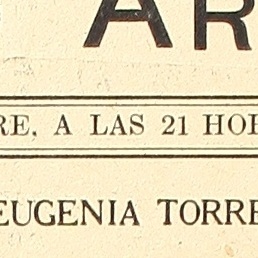 AR
RE, A LAS 21 HOR
EUGENIA TORRE